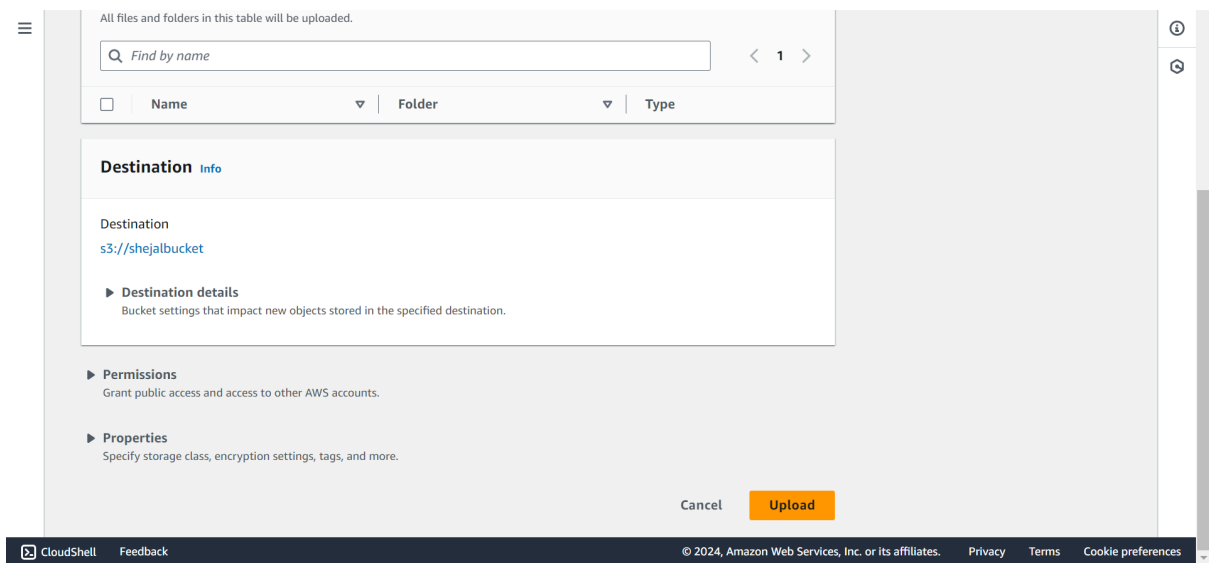 All files and folders in this table will be uploaded.
Find by name
1
Name Folder Type
Destination Info
Destination
s3://shejalbucket
Destination details
Bucket settings that impact new objects stored in the specified destination.
Permissions
Grant public access and access to other AWS accounts.
Properties
Specify storage class, encryption settings, tags, and more.
Cancel Upload
CloudShell Feedback © 2024, Amazon Web Services, Inc. or its affiliates. Privacy Terms Cookie preferences